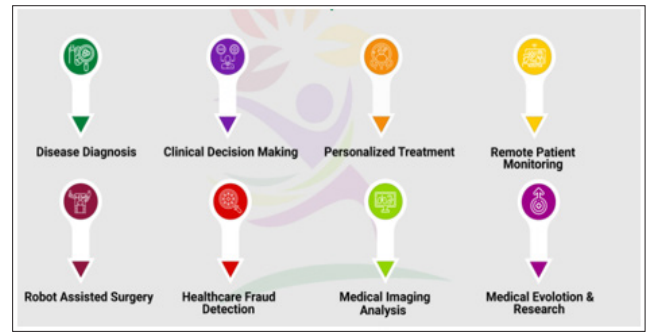 Disease Diagnosis
Clinical Decision Making
Personalized Treatment
Remote Patient
Monitoring
Robot Assisted Surgery
Healthcare Fraud
Detection
Medical Imaging
Analysis
Medical Evolotion &
Research